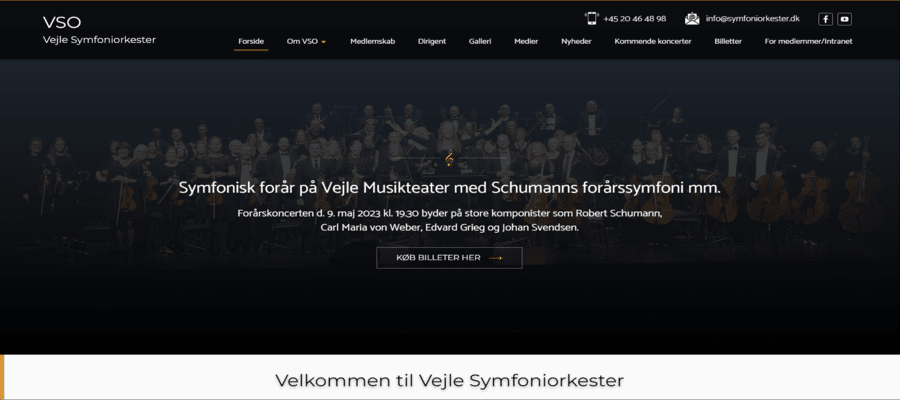 VSO
Vejle Symfoniorkester
+45 20 46 48 98
info@symfoniorkester.dk
Forside
Om VSO
Medlemskab
Dirigent
Galleri
Medier
Nyheder
Kommende koncerter
Billetter
For medlemmer/Intranet
Symfonisk forår på Vejle Musikteater med Schumanns forårssymfoni mm.
Forårskoncerten d. 9. maj 2023 kl. 19.30 byder på store komponister som Robert Schumann,
Carl Maria von Weber, Edvard Grieg og Johan Svendsen.
KØB BILLETER HER
Velkommen til Vejle Symfoniorkester